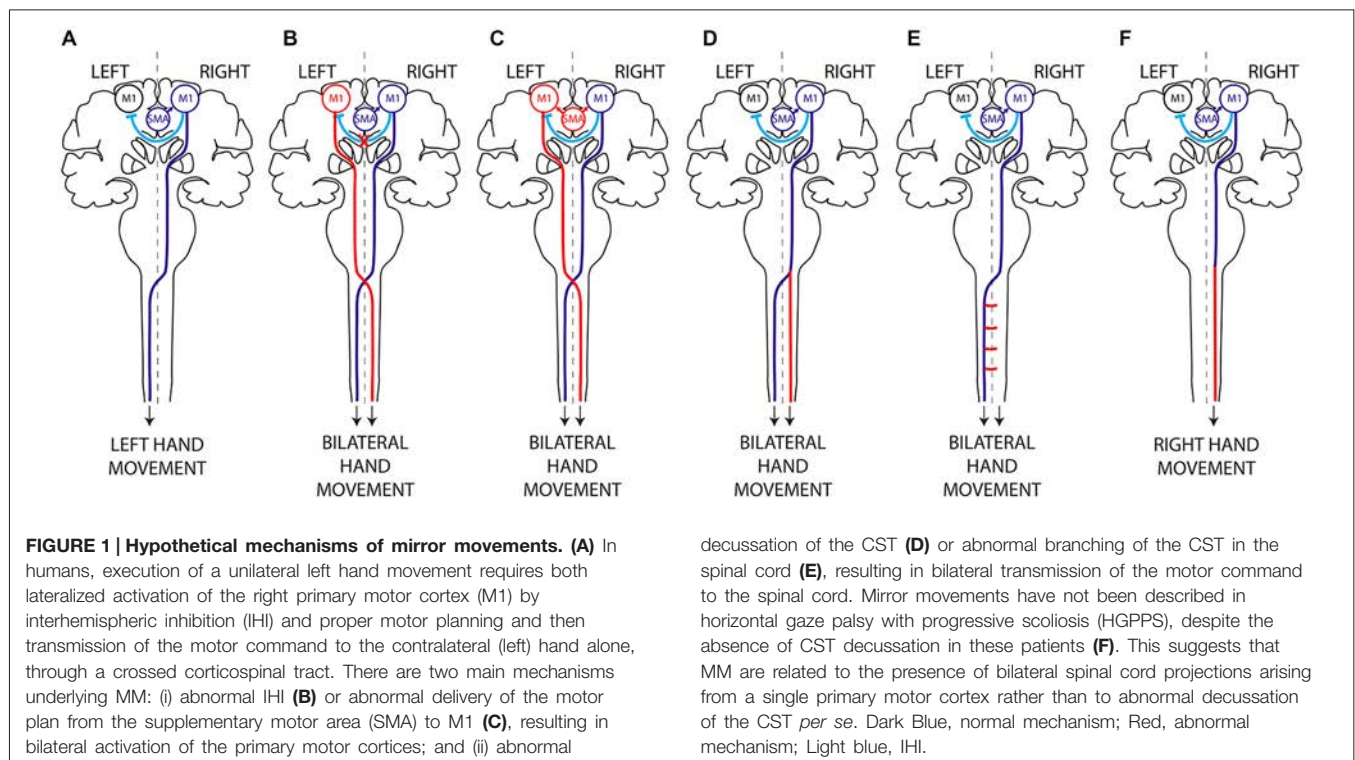 A
B
C
D
E
F
LEFT RIGHT
LEFT RIGHT
LEFT RIGHT
LEFT RIGHT
LEFT RIGHT
LEFT RIGHT
M1 SMA M1
M1 SMA M1
M1 SMA M1
M1 SMA M1
M1 SMA M1
M1 SMA M1
LEFT HAND
MOVEMENT
BILATERAL
HAND
MOVEMENT
BILATERAL
HAND
MOVEMENT
BILATERAL
HAND
MOVEMENT
BILATERAL
HAND
MOVEMENT
RIGHT HAND
MOVEMENT
FIGURE 1 | Hypothetical mechanisms of mirror movements. (A) In
humans, execution of a unilateral left hand movement requires both
lateralized activation of the right primary motor cortex (M1) by
interhemispheric inhibition (IHI) and proper motor planning and then
transmission of the motor command to the contralateral (left) hand alone,
through a crossed corticospinal tract. There are two main mechanisms
underlying MM: (i) abnormal IHI (B) or abnormal delivery of the motor
plan from the supplementary motor area (SMA) to M1 (C), resulting in
bilateral activation of the primary motor cortices; and (ii) abnormal
decussation of the CST (D) or abnormal branching of the CST in the
spinal cord (E), resulting in bilateral transmission of the motor command
to the spinal cord. Mirror movements have not been described in
horizontal gaze palsy with progressive scoliosis (HGPPS), despite the
absence of CST decussation in these patients (F). This suggests that
MM are related to the presence of bilateral spinal cord projections arising
from a single primary motor cortex rather than to abnormal decussation
of the CST per se. Dark Blue, normal mechanism; Red, abnormal
mechanism; Light blue, IHI.